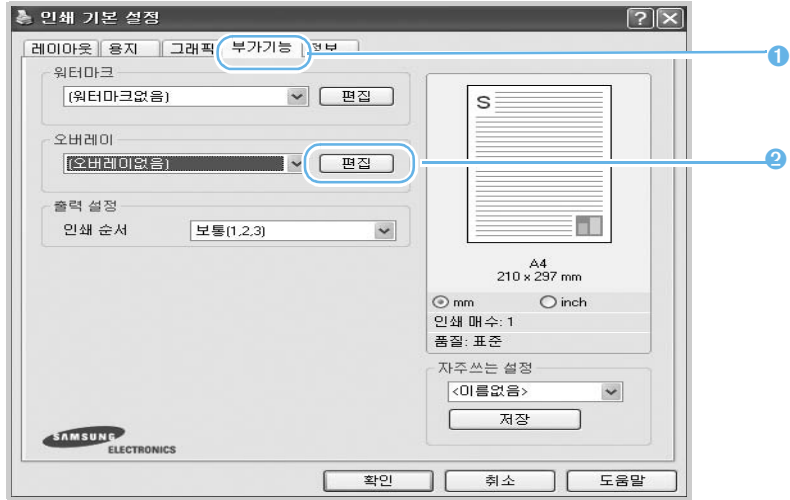 인쇄 기본 설정
레이아웃 용지 그래픽 부가기능 정보
1
워터마크
(워터마크없음) 편집
오버레이
(오버레이없음) 편집
2
출력 설정
인쇄 순서 보통(1,2,3)
S
A4
210 x 297 mm
mm inch
인쇄 매수: 1
품질: 표준
자주쓰는 설정
<이름없음>
저장
SAMSUNG
ELECTRONICS
확인 취소 도움말